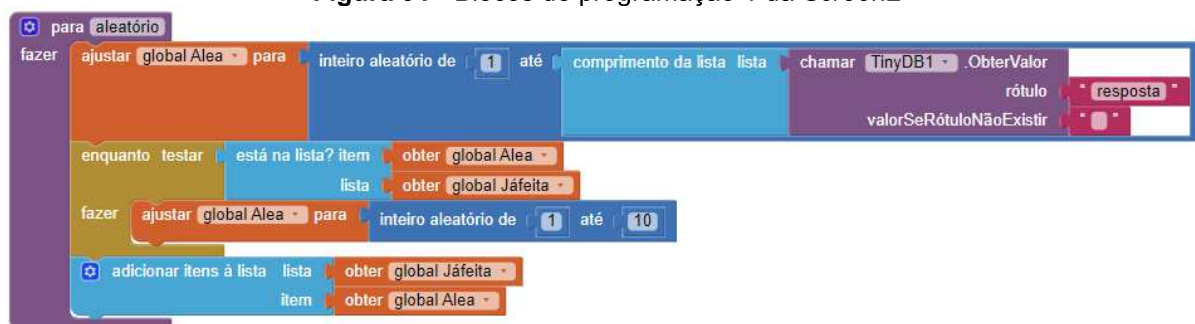 para aleatório
fazer ajustar global Alea para inteiro aleatório de 1 até comprimento da lista lista chamar TinyDB1 .ObterValor
rótulo " resposta "
valorSeRótuloNãoExistir " "
enquanto testar está na lista? item obter global Alea
lista obter global Jáfeita
fazer ajustar global Alea para inteiro aleatório de 1 até 10
adicionar itens à lista lista obter global Jáfeita
item obter global Alea